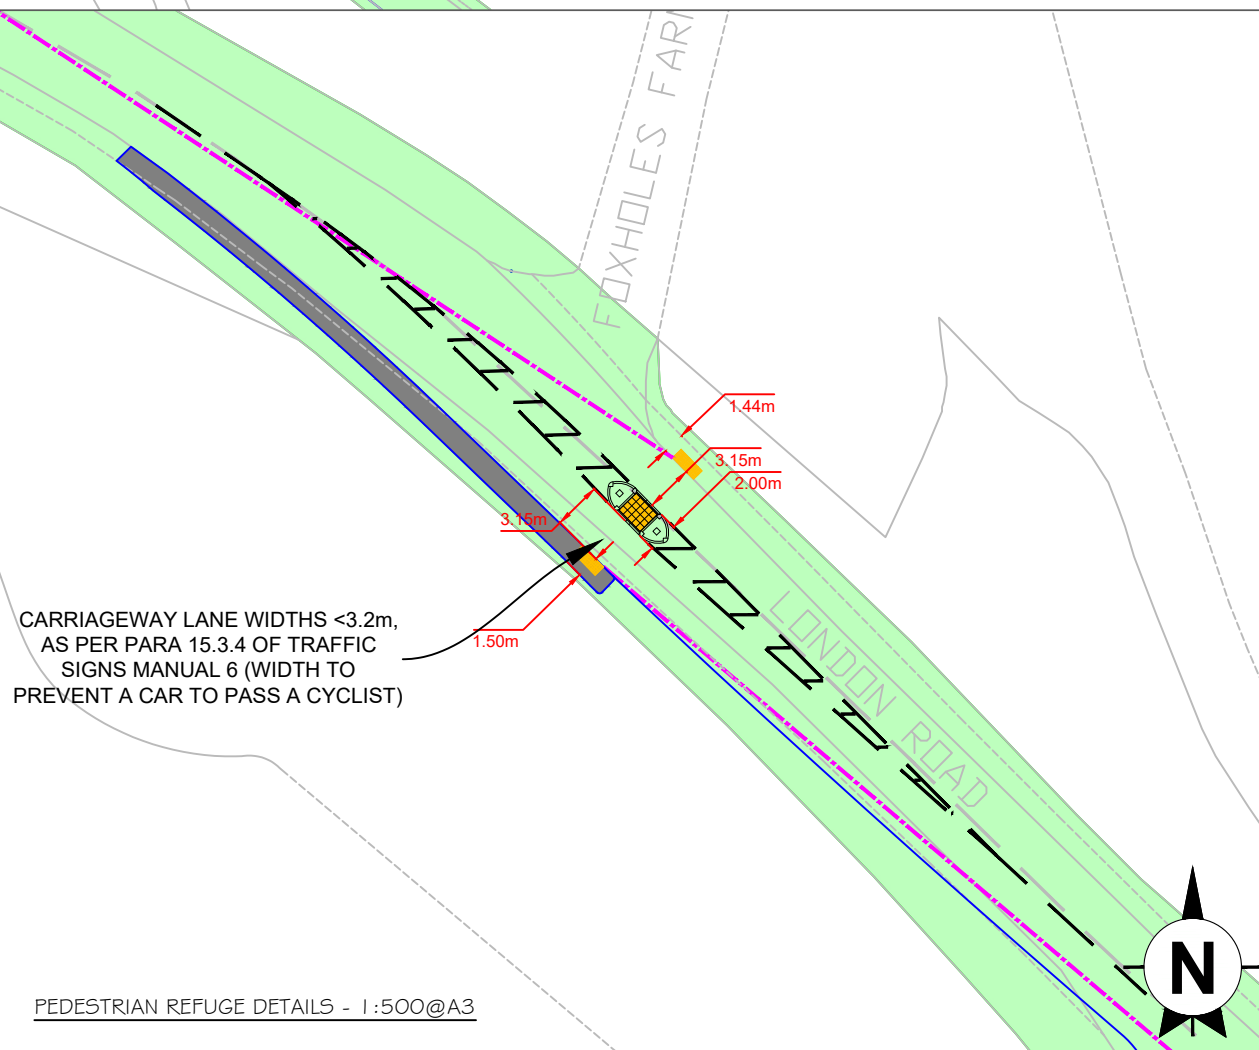 FOXHOLES FAR
1.44m
3.15m
2.00m
3.15m
1.50m
CARRIAGEWAY LANE WIDTHS <3.2m,
AS PER PARA 15.3.4 OF TRAFFIC
SIGNS MANUAL 6 (WIDTH TO
PREVENT A CAR TO PASS A CYCLIST)
LONDON ROAD
N
PEDESTRIAN REFUGE DETAILS - 1:500@A3